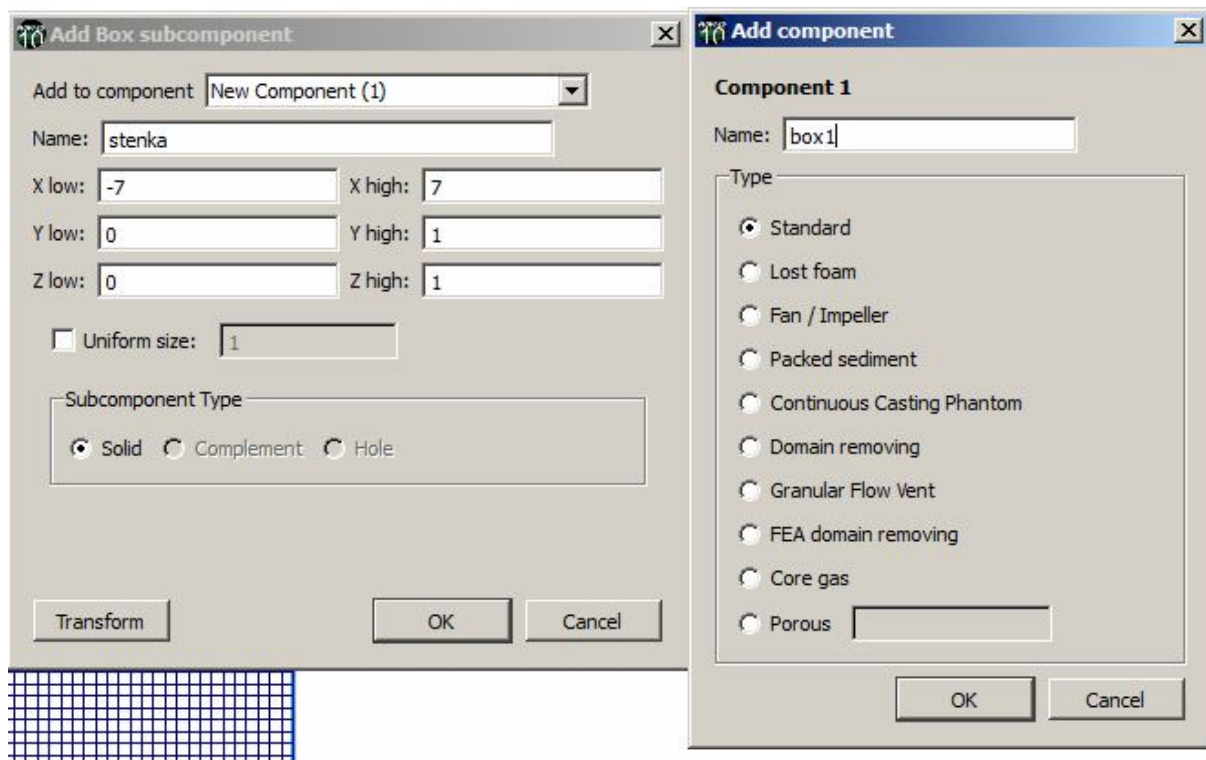 Add Box subcomponent
Add to component New Component (1)
Name: stenka
X low: -7 X high: 7
Y low: 0 Y high: 1
Z low: 0 Z high: 1
Uniform size: 1
Subcomponent Type
Solid Complement Hole
Transform OK Cancel
Add component
Component 1
Name: box1
Type
Standard
Lost foam
Fan / Impeller
Packed sediment
Continuous Casting Phantom
Domain removing
Granular Flow Vent
FEA domain removing
Core gas
Porous
OK Cancel